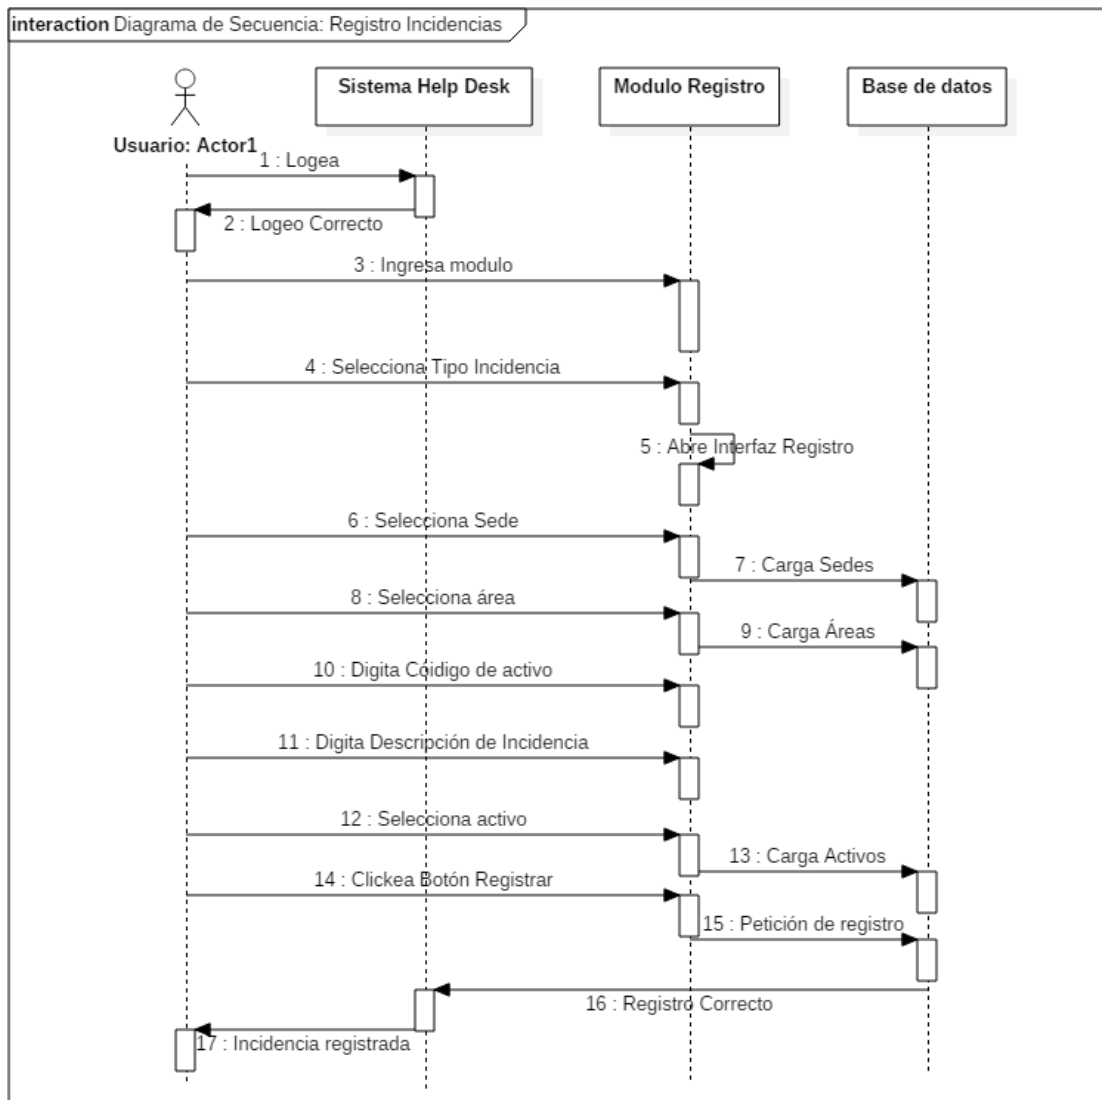 interaction Diagrama de Secuencia: Registro Incidencias
Sistema Help Desk
Modulo Registro
Base de datos
Usuario: Actor1
1 : Logea
2 : Logeo Correcto
3 : Ingresa modulo
4 : Selecciona Tipo Incidencia
5 : Abre Interfaz Registro
6 : Selecciona Sede
7 : Carga Sedes
8 : Selecciona área
9 : Carga Áreas
10 : Digita Cóidigo de activo
11 : Digita Descripción de Incidencia
12 : Selecciona activo
13 : Carga Activos
14 : Clickea Botón Registrar
15 : Petición de registro
16 : Registro Correcto
17 : Incidencia registrada